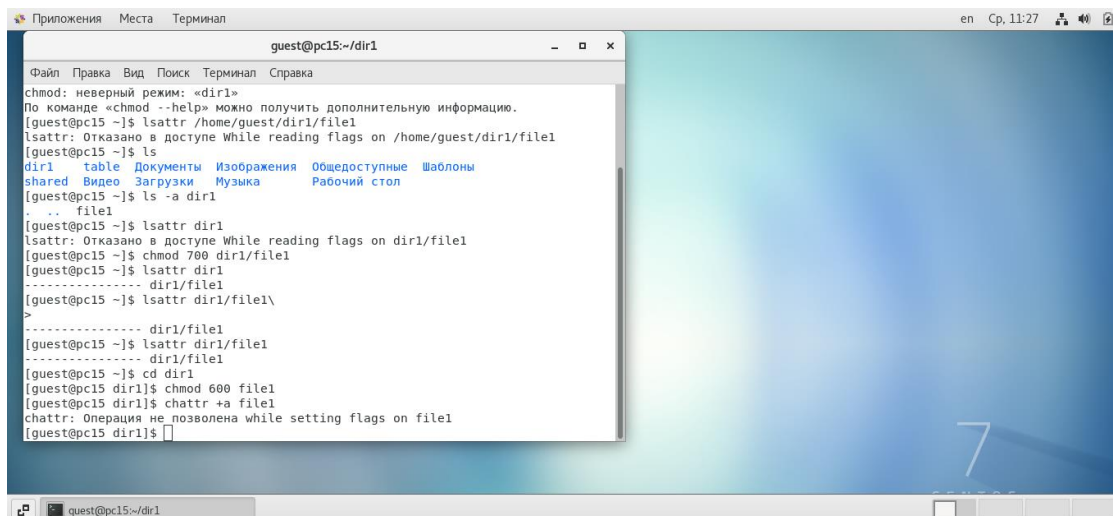 Приложения Места Терминал en Ср, 11:27
guest@pc15:~/dir1
Файл Правка Вид Поиск Терминал Справка
chmod: неверный режим: «dir1»
По команде «chmod --help» можно получить дополнительную информацию.
[guest@pc15 ~]$ lsattr /home/guest/dir1/file1
lsattr: Отказано в доступе While reading flags on /home/guest/dir1/file1
[guest@pc15 ~]$ ls
dir1 table Документы Изображения Общедоступные Шаблоны
shared Видео Загрузки Музыка Рабочий стол
[guest@pc15 ~]$ ls -a dir1
. .. file1
[guest@pc15 ~]$ lsattr dir1
lsattr: Отказано в доступе While reading flags on dir1/file1
[guest@pc15 ~]$ chmod 700 dir1/file1
[guest@pc15 ~]$ lsattr dir1
---------------- dir1/file1
[guest@pc15 ~]$ lsattr dir1/file1\
>
---------------- dir1/file1
[guest@pc15 ~]$ lsattr dir1/file1
---------------- dir1/file1
[guest@pc15 ~]$ cd dir1
[guest@pc15 dir1]$ chmod 600 file1
[guest@pc15 dir1]$ chattr +a file1
chattr: Операция не позволена while setting flags on file1
[guest@pc15 dir1]$
7
guest@pc15:~/dir1